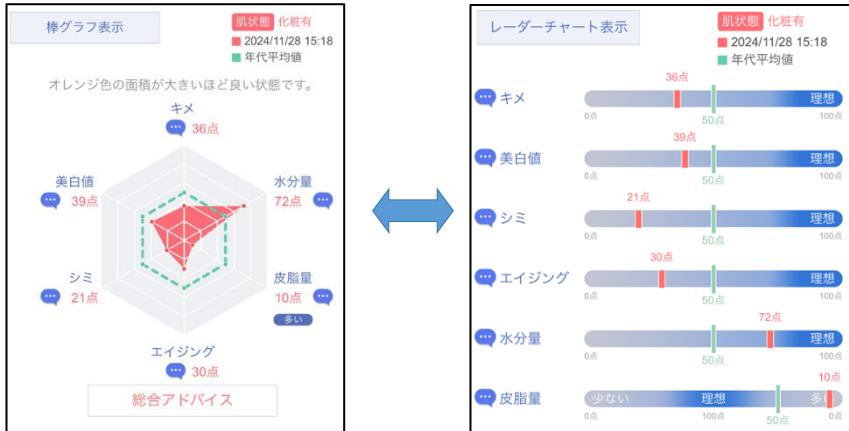 棒グラフ表示
肌状態 化粧有
2024/11/28 15:18
年代平均値
オレンジ色の面積が大きいほど良い状態です。
キメ
36点
美白値
39点
水分量
72点
シミ
21点
皮脂量
10点
多い
エイジング
30点
総合アドバイス
レーダーチャート表示
肌状態 化粧有
2024/11/28 15:18
年代平均値
36点
キメ 理想
0点 50点 100点
39点
美白値 理想
0点 50点 100点
21点
シミ 理想
0点 50点 100点
30点
エイジング 理想
0点 50点 100点
72点
水分量 理想
0点 50点 100点
10点
皮脂量 少ない 理想 多い
0点 100点 50点 0点